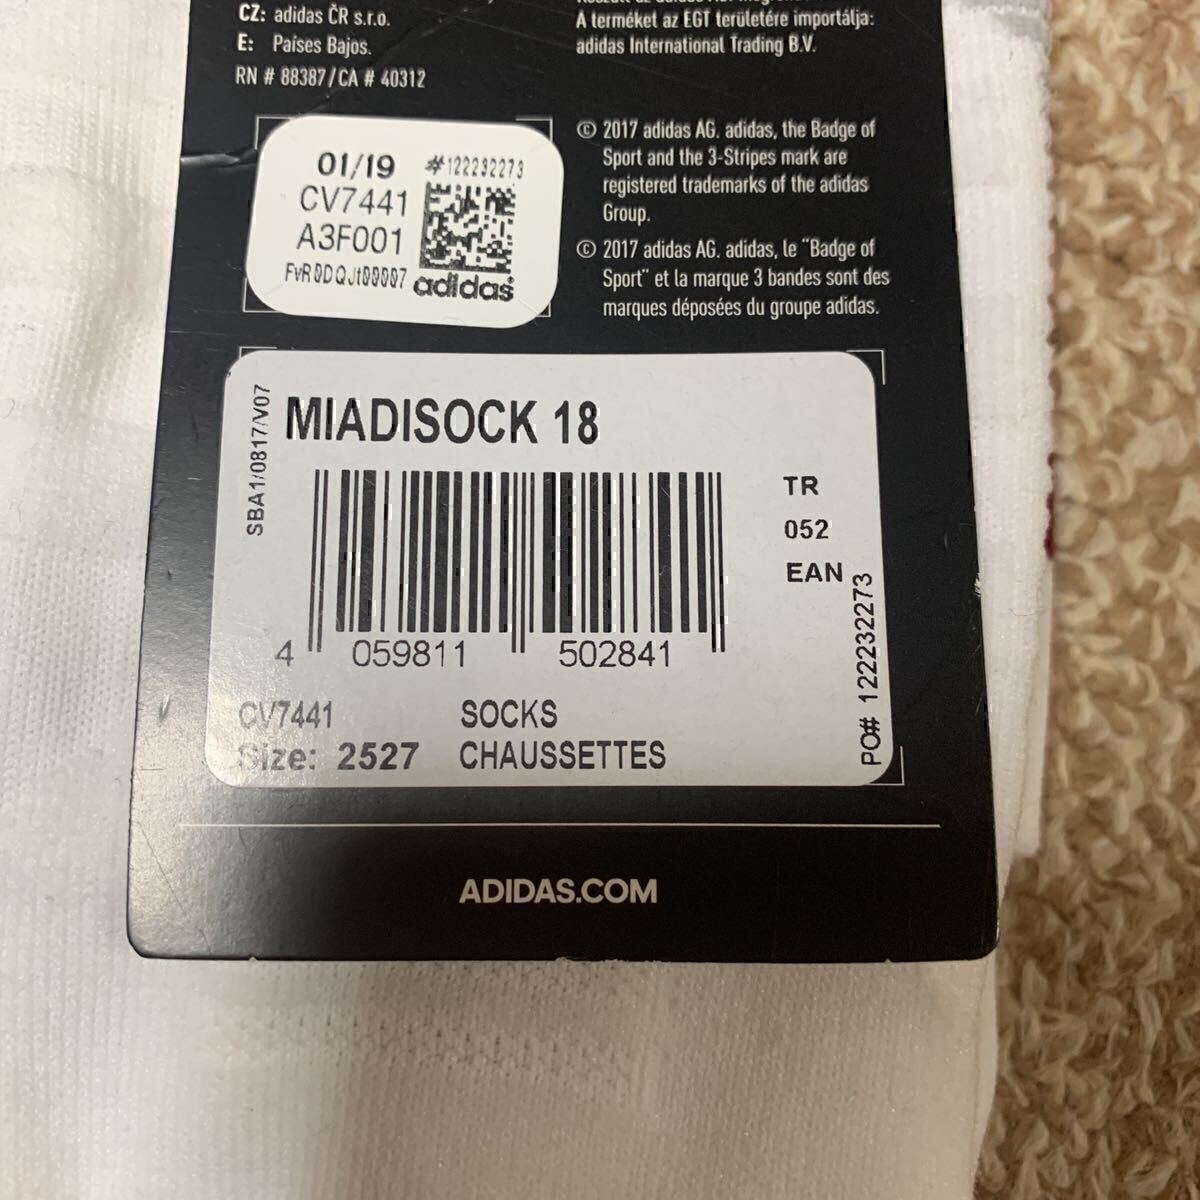 CZ: adidas ČR s.r.o.
E: Países Bajos.
RN # 88387/CA # 40312
A terméket az EGT területére importálja:
adidas International Trading B.V.
© 2017 adidas AG. adidas, the Badge of
Sport and the 3-Stripes mark are
registered trademarks of the adidas
Group.
© 2017 adidas AG. adidas, le "Badge of
Sport" et la marque 3 bandes sont des
marques déposées du groupe adidas.
01/19 #122232273
CV7441
A3F001
FvR0DQJt00007
adidas
SBA1/0817/V07
MIADISOCK 18
TR
052
EAN
4 059811 502841
PO# 122232273
CV7441 SOCKS
Size: 2527 CHAUSSETTES
ADIDAS.COM